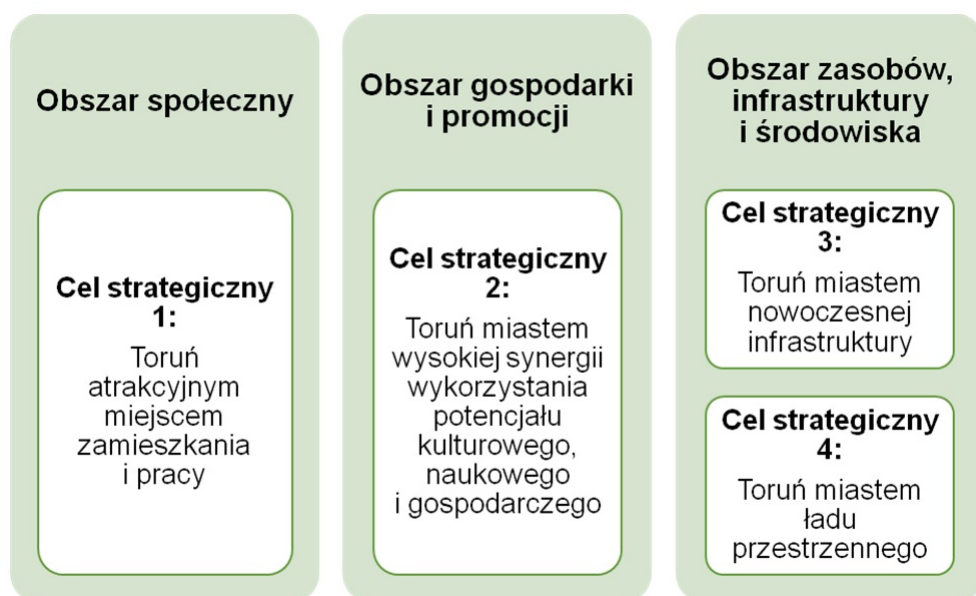 Obszar społeczny
Cel strategiczny
1:
Toruń
atrakcyjnym
miejscem
zamieszkania
i pracy
Obszar gospodarki
i promocji
Cel strategiczny
2:
Toruń miastem
wysokiej synergii
wykorzystania
potencjału
kulturowego,
naukowego
i gospodarczego
Obszar zasobów,
infrastruktury
i środowiska
Cel strategiczny
3:
Toruń miastem
nowoczesnej
infrastruktury
Cel strategiczny
4:
Toruń miastem
ładu
przestrzennego